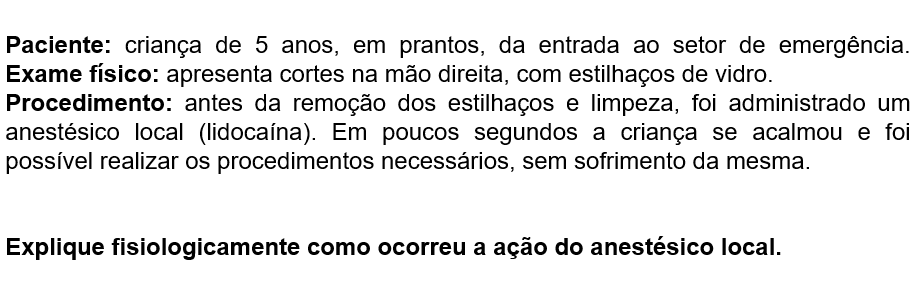 Paciente: criança de 5 anos, em prantos, da entrada ao setor de emergência.
Exame físico: apresenta cortes na mão direita, com estilhaços de vidro.
Procedimento: antes da remoção dos estilhaços e limpeza, foi administrado um
anestésico local (lidocaína). Em poucos segundos a criança se acalmou e foi
possível realizar os procedimentos necessários, sem sofrimento da mesma.
Explique fisiologicamente como ocorreu a ação do anestésico local.